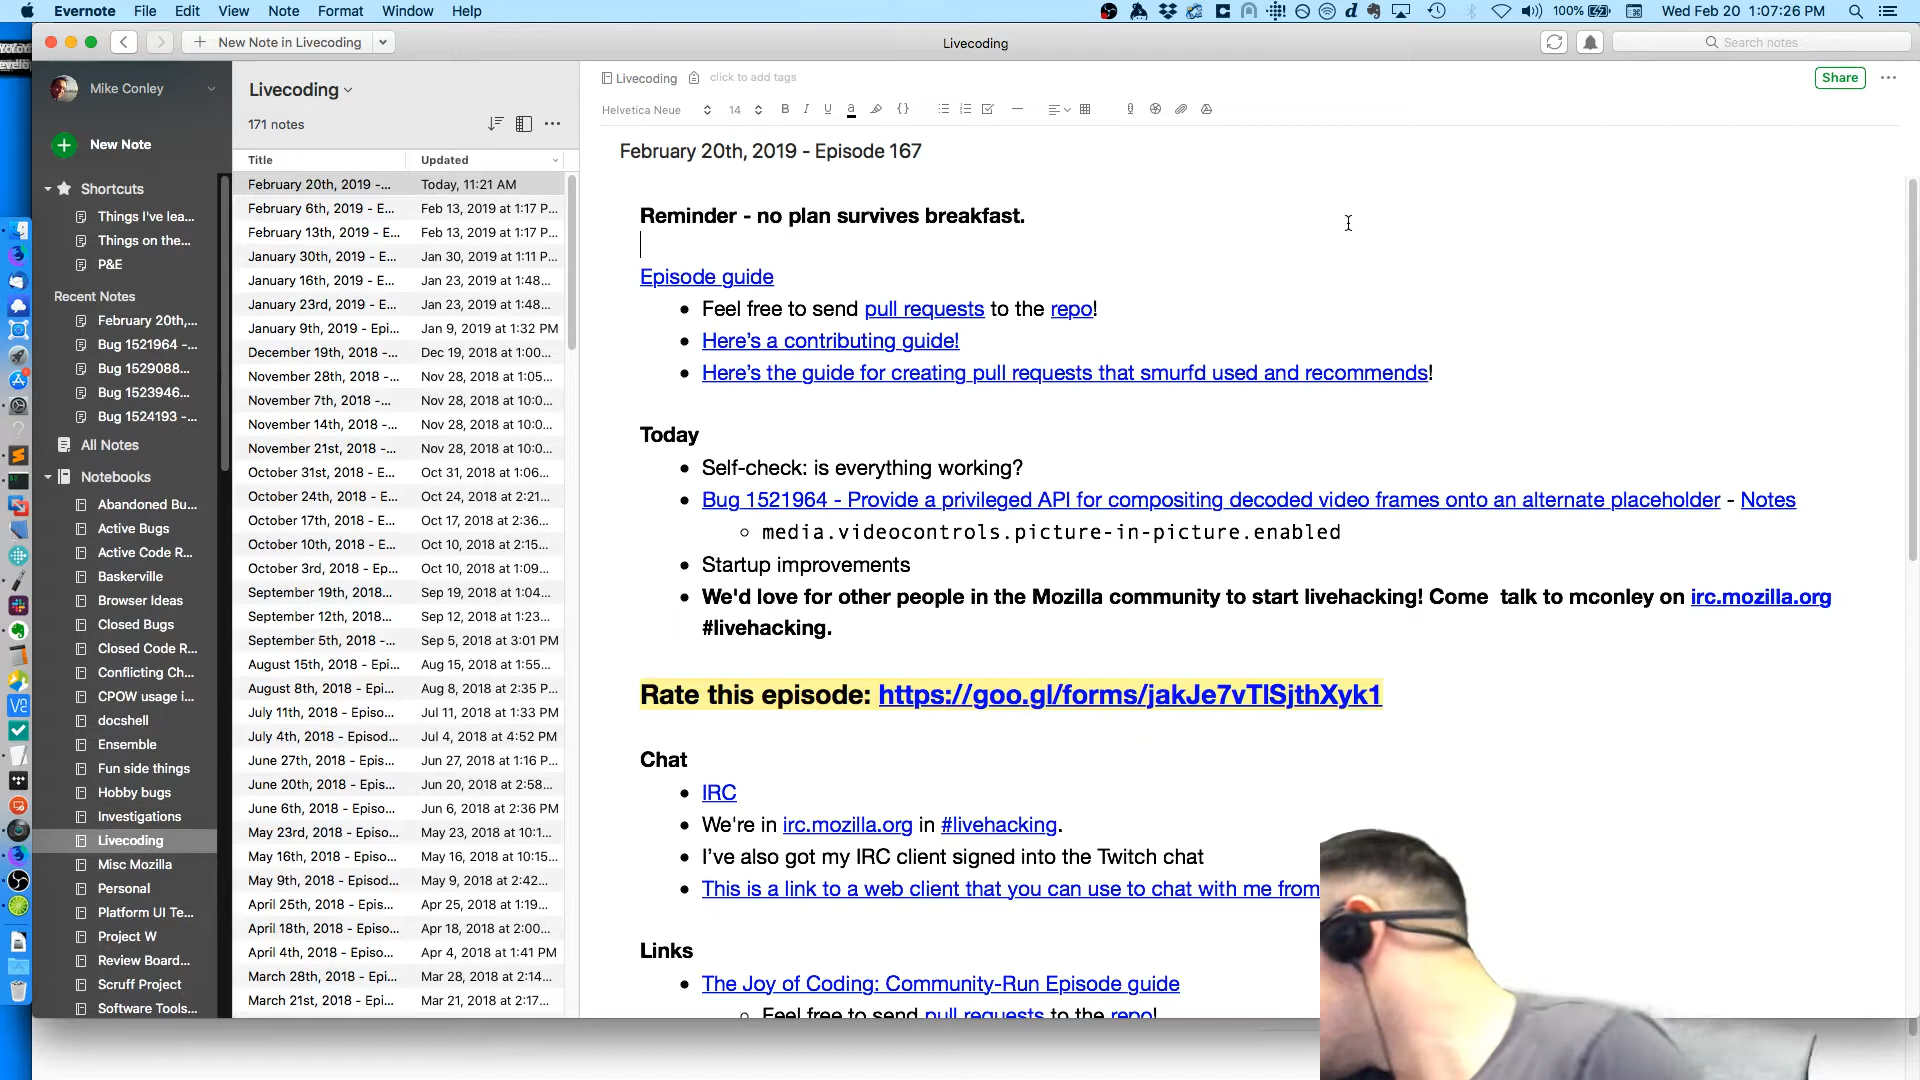 Evernote File Edit View Note Format Window Help 100% Wed Feb 20 1:07:26 PM
New Note in Livecoding
Livecoding
Search notes
Mike Conley
New Note
Shortcuts
Things I've lea...
Things on the...
P&E
Recent Notes
February 20th,...
Bug 1521964 -...
Bug 1529088...
Bug 1523946...
Bug 1524193 -...
All Notes
Notebooks
Abandoned Bu...
Active Bugs
Active Code R...
Baskerville
Browser Ideas
Closed Bugs
Closed Code R...
Conflicting Ch...
CPOW usage i...
docshell
Ensemble
Fun side things
Hobby bugs
Investigations
Livecoding
Misc Mozilla
Personal
Platform UI Te...
Project W
Review Board...
Scruff Project
Software Tools...
Livecoding
171 notes
Title Updated
February 20th, 2019 -... Today, 11:21 AM
February 6th, 2019 - E... Feb 13, 2019 at 1:17 P...
February 13th, 2019 - E... Feb 13, 2019 at 1:17 P...
January 30th, 2019 - E... Jan 30, 2019 at 1:11 P...
January 16th, 2019 - E... Jan 23, 2019 at 1:48...
January 23rd, 2019 - E... Jan 23, 2019 at 1:48...
January 9th, 2019 - Epi... Jan 9, 2019 at 1:32 PM
December 19th, 2018 -... Dec 19, 2018 at 1:00...
November 28th, 2018 -... Nov 28, 2018 at 1:05...
November 7th, 2018 -... Nov 28, 2018 at 10:0...
November 14th, 2018 -... Nov 28, 2018 at 10:0...
November 21st, 2018 -... Nov 28, 2018 at 10:0...
October 31st, 2018 - E... Oct 31, 2018 at 1:06...
October 24th, 2018 - E... Oct 24, 2018 at 2:21...
October 17th, 2018 - E... Oct 17, 2018 at 2:36...
October 10th, 2018 - E... Oct 10, 2018 at 2:15...
October 3rd, 2018 - Ep... Oct 10, 2018 at 1:09...
September 19th, 2018... Sep 19, 2018 at 1:04...
September 12th, 2018... Sep 12, 2018 at 1:23...
September 5th, 2018 -... Sep 5, 2018 at 3:01 PM
August 15th, 2018 - Epi... Aug 15, 2018 at 1:55...
August 8th, 2018 - Epi... Aug 8, 2018 at 2:35 P...
July 11th, 2018 - Episo... Jul 11, 2018 at 1:33 PM
July 4th, 2018 - Episod... Jul 4, 2018 at 4:52 PM
June 27th, 2018 - Epi... Jun 27, 2018 at 1:16 P...
June 20th, 2018 - Epis... Jun 20, 2018 at 2:58...
June 6th, 2018 - Episo... Jun 6, 2018 at 2:36 PM
May 23rd, 2018 - Episo... May 23, 2018 at 10:1...
May 16th, 2018 - Episo... May 16, 2018 at 10:15...
May 9th, 2018 - Episod... May 9, 2018 at 2:42...
April 25th, 2018 - Epis... Apr 25, 2018 at 1:19...
April 18th, 2018 - Epis... Apr 18, 2018 at 2:00...
April 4th, 2018 - Episo... Apr 4, 2018 at 1:41 PM
March 28th, 2018 - Epi... Mar 28, 2018 at 2:14...
March 21st, 2018 - Epi... Mar 21, 2018 at 2:17...
Livecoding click to add tags Share
Helvetica Neue 14 B I U a
February 20th, 2019 - Episode 167
Reminder - no plan survives breakfast.
Episode guide
Feel free to send pull requests to the repo!
Here's a contributing guide!
Here's the guide for creating pull requests that smurfd used and recommends!
Today
Self-check: is everything working?
Bug 1521964 - Provide a privileged API for compositing decoded video frames onto an alternate placeholder - Notes
media.videocontrols.picture-in-picture.enabled
Startup improvements
We'd love for other people in the Mozilla community to start livehacking! Come talk to mconley on irc.mozilla.org
#livehacking.
Rate this episode: https://goo.gl/forms/jakJe7vTlSjthXyk1
Chat
IRC
We're in irc.mozilla.org in #livehacking.
I've also got my IRC client signed into the Twitch chat
This is a link to a web client that you can use to chat with me from
Links
The Joy of Coding: Community-Run Episode guide
Feel free to send pull requests to the repo!